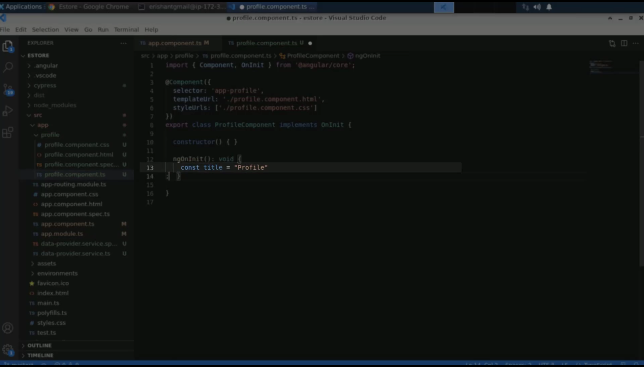 Applications
Estore - Google Chrome
profile.component.ts
profile.component.ts - estore - Visual Studio Code
File Edit Selection View Go Run Terminal Help
EXPLORER
app.component.ts M
profile.component.ts U
src > app > profile > profile.component.ts > ProfileComponent > ngOnInit
ESTORE
.angular
.vscode
cypress
dist
node_modules
src
app
profile
profile.component.css U
profile.component.html U
profile.component.spec... U
profile.component.ts U
app-routing.module.ts
app.component.css
app.component.html
app.component.spec.ts
app.component.ts M
app.module.ts M
data-provider.service.sp... U
data-provider.service.ts U
assets
environments
favicon.ico
index.html
main.ts
polyfills.ts
styles.css
test.ts
OUTLINE
TIMELINE
1 import { Component, OnInit } from '@angular/core';
2
3 @Component({
4 selector: 'app-profile',
5 templateUrl: './profile.component.html',
6 styleUrls: ['./profile.component.css']
7 })
8 export class ProfileComponent implements OnInit {
9
10 constructor() { }
11
12 ngOnInit(): void {
13 const title = "Profile"
14 }
15
16 }
17